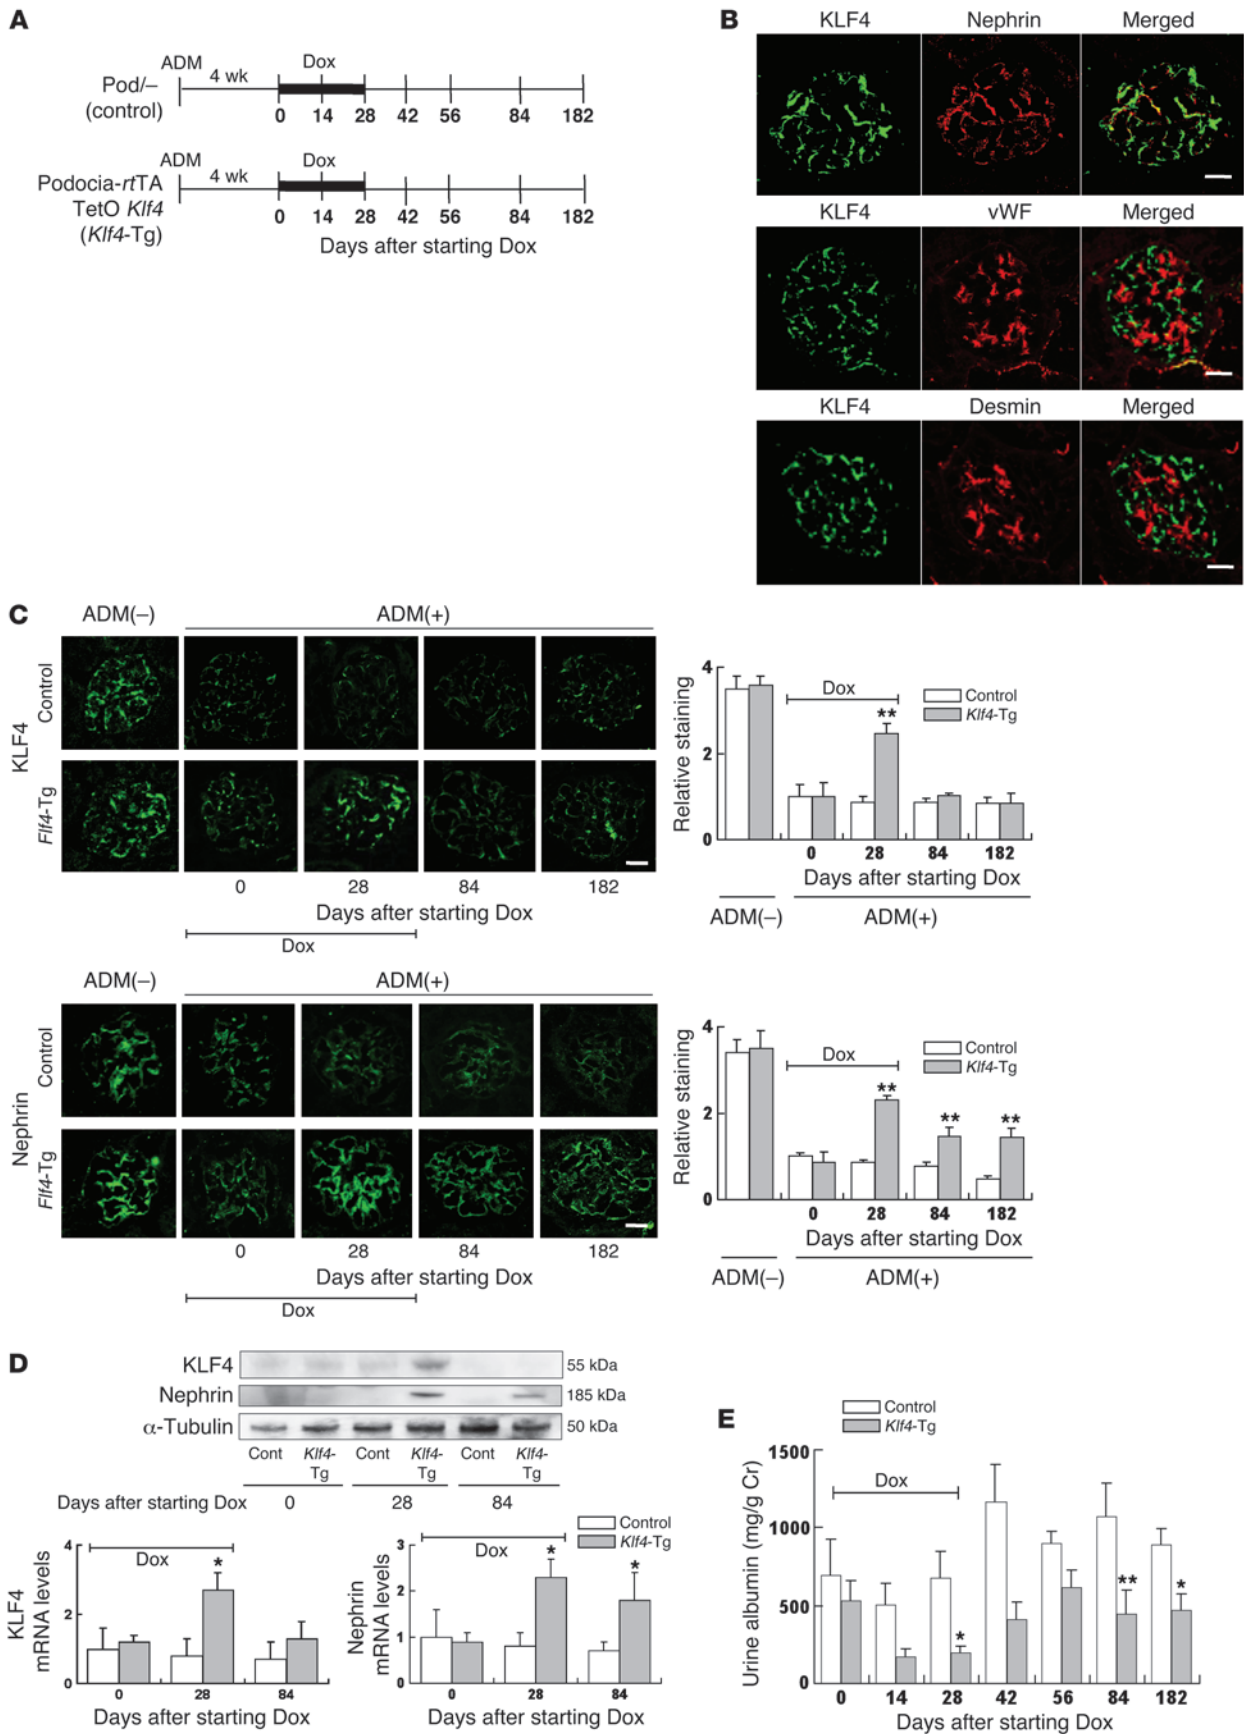 A
ADM
4 wk
Dox
Pod/–
(control)
0 14 28 42 56 84 182
ADM
4 wk
Dox
Podocia-rtTA
TetO Klf4
(Klf4-Tg)
0 14 28 42 56 84 182
Days after starting Dox
B
KLF4 Nephrin Merged
KLF4 vWF Merged
KLF4 Desmin Merged
C
ADM(–) ADM(+)
KLF4
Control
Flf4-Tg
0 28 84 182
Days after starting Dox
Dox
Relative staining
4
2
0
Dox
**
Control
Klf4-Tg
0 28 84 182
Days after starting Dox
ADM(–) ADM(+)
ADM(–) ADM(+)
Nephrin
Control
Flf4-Tg
0 28 84 182
Days after starting Dox
Dox
Relative staining
4
2
0
Dox
** ** **
Control
Klf4-Tg
0 28 84 182
Days after starting Dox
ADM(–) ADM(+)
D
KLF4 55 kDa
Nephrin 185 kDa
α-Tubulin 50 kDa
Cont Klf4- Cont Klf4- Cont Klf4-
Tg Tg Tg
Days after starting Dox 0 28 84
KLF4
mRNA levels
4
2
0
Dox
*
0 28 84
Days after starting Dox
Nephrin
mRNA levels
3
2
1
0
Dox
* *
Control
Klf4-Tg
0 28 84
Days after starting Dox
E
Control
Klf4-Tg
Urine albumin (mg/g Cr)
1500
1000
500
0
Dox
* ** *
0 14 28 42 56 84 182
Days after starting Dox